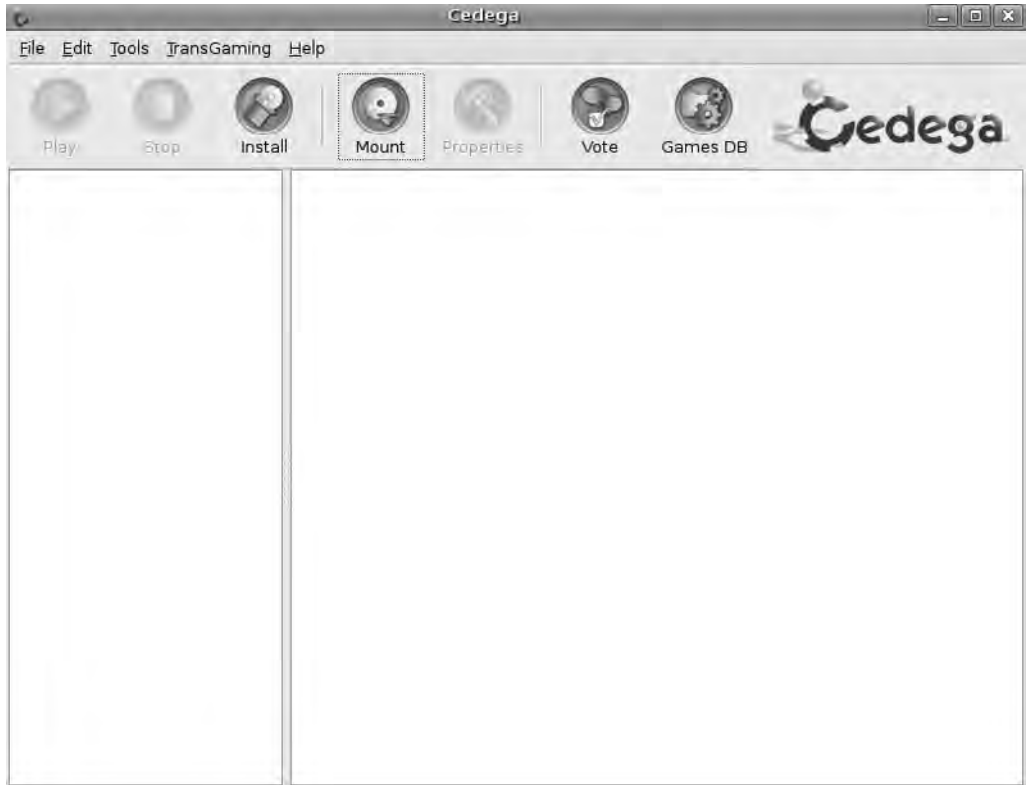 Cedega
File Edit Tools TransGaming Help
Play Stop Install Mount Properties Vote Games DB Cedega